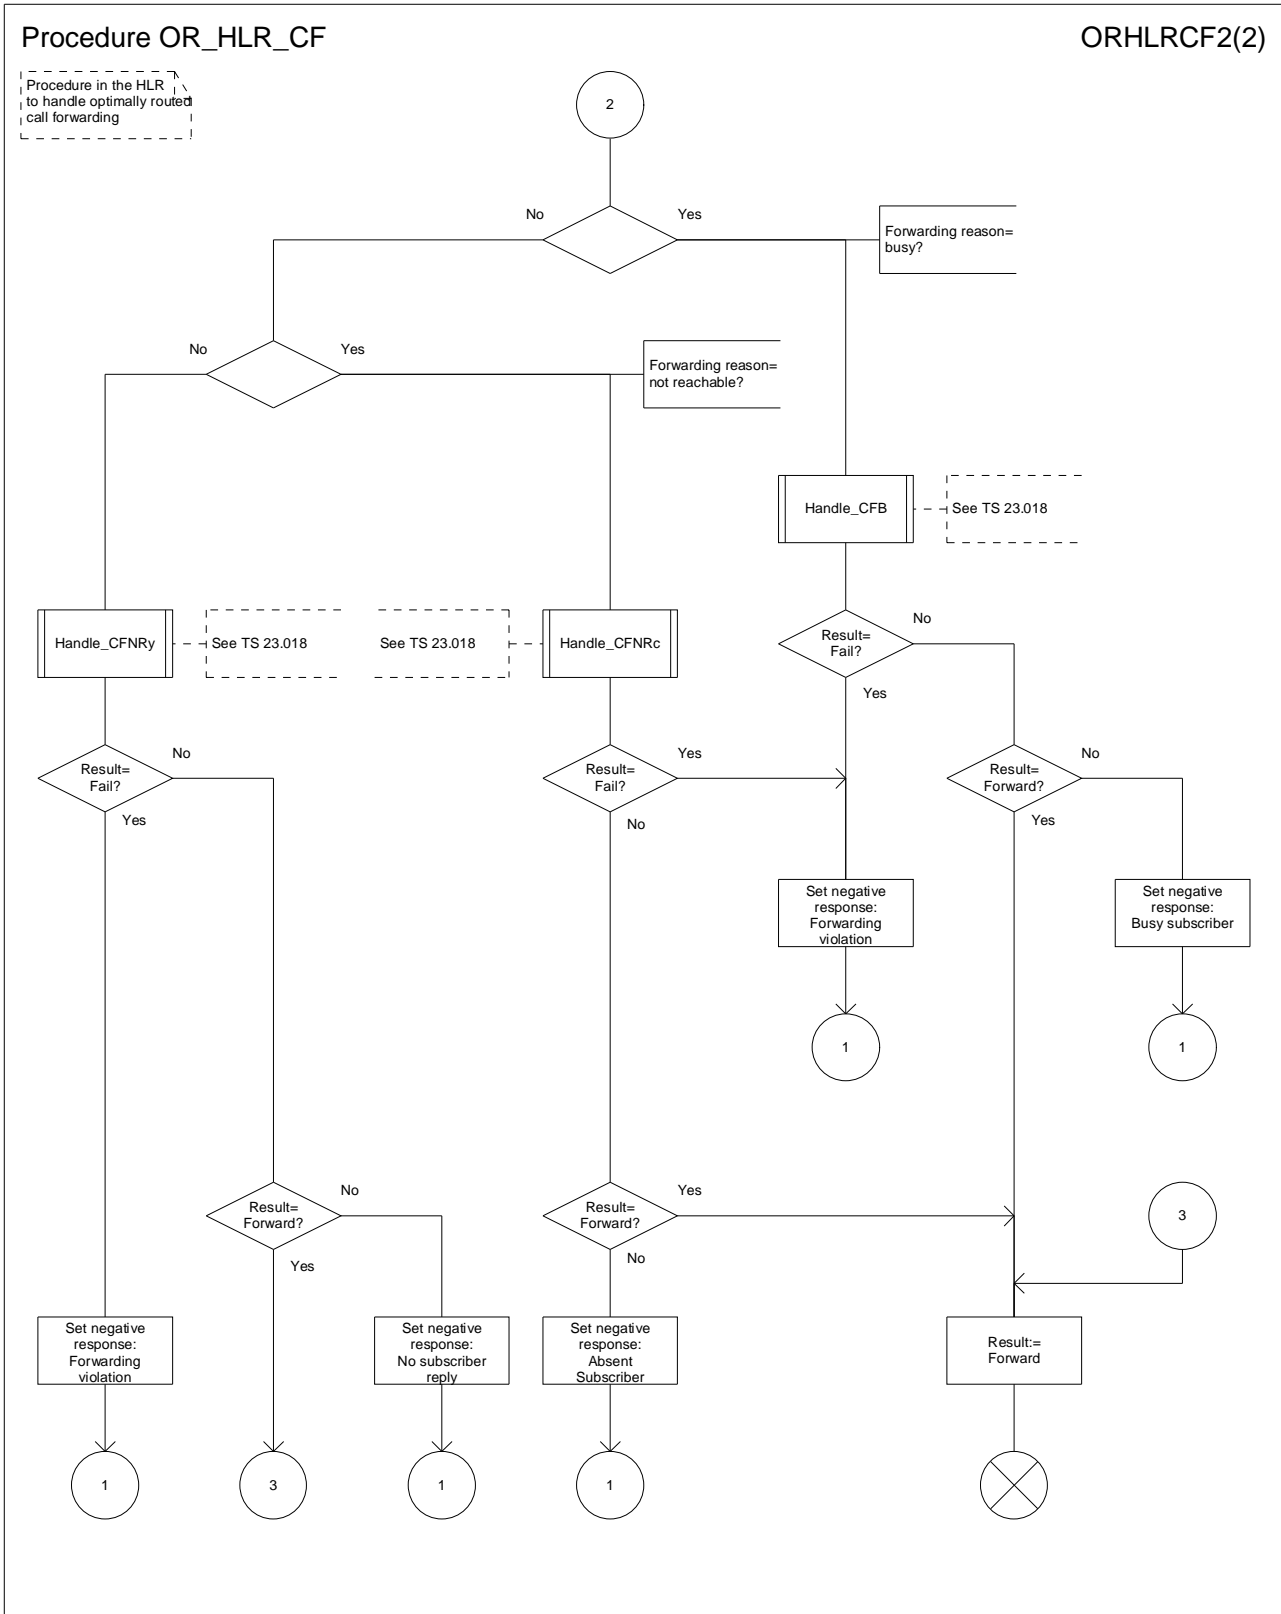 Procedure OR_HLR_CF
ORHLRCF2(2)
Procedure in the HLR
to handle optimally routed
call forwarding
2
No
Yes
Forwarding reason=
busy?
No
Yes
Forwarding reason=
not reachable?
Handle_CFB
See TS 23.018
Handle_CFNRy
See TS 23.018
See TS 23.018
Handle_CFNRc
Result=
Fail?
No
Yes
Result=
Fail?
No
Yes
Result=
Fail?
Yes
No
Result=
Forward?
No
Yes
Set negative
response:
Forwarding
violation
Set negative
response:
Busy subscriber
1
1
Result=
Forward?
No
Yes
Result=
Forward?
Yes
No
3
Set negative
response:
Forwarding
violation
Set negative
response:
No subscriber
reply
Set negative
response:
Absent
Subscriber
Result:=
Forward
1
3
1
1